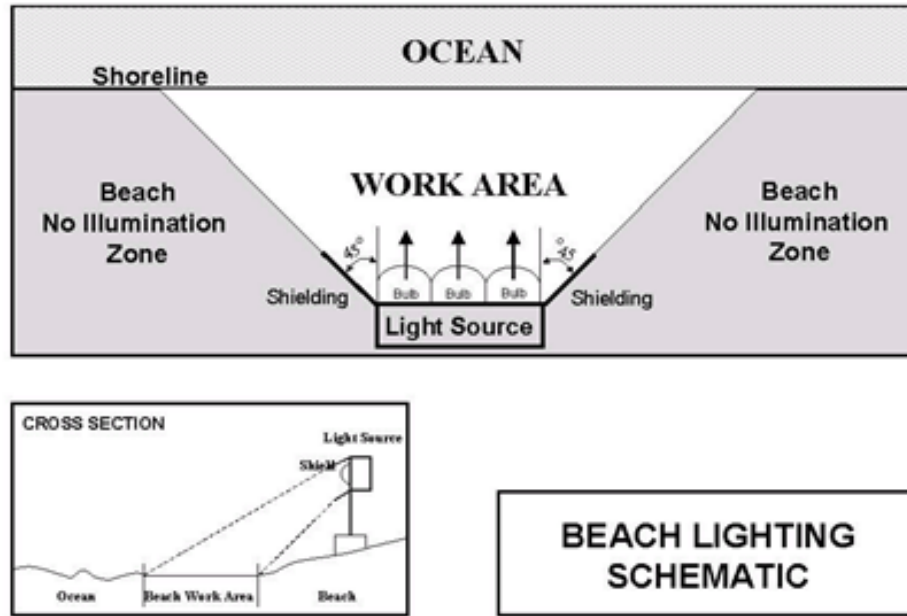 OCEAN
Shoreline
WORK AREA
Beach
No Illumination
Zone
Beach
No Illumination
Zone
45°
°45
Shielding
Bulb
Bulb
Bulb
Shielding
Light Source
CROSS SECTION
Light Source
Shield
Ocean
Beach Work Area
Beach
BEACH LIGHTING
SCHEMATIC